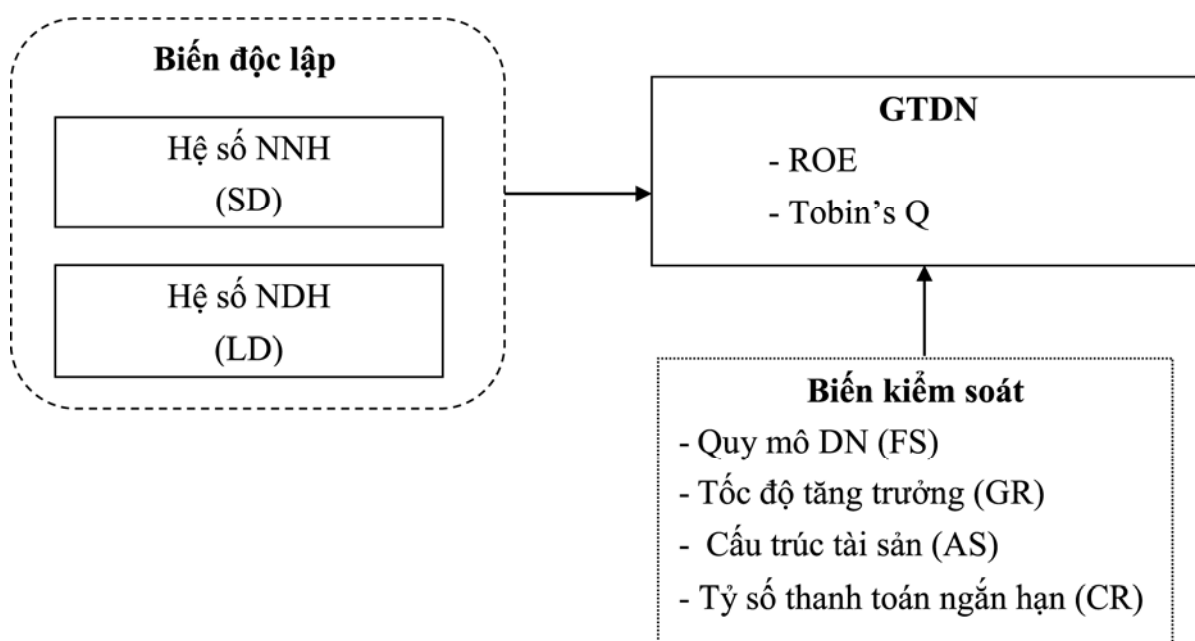 Biến độc lập
Hệ số NNH
(SD)
Hệ số NDH
(LD)
GTDN
- ROE
- Tobin’s Q
Biến kiểm soát
- Quy mô DN (FS)
- Tốc độ tăng trưởng (GR)
- Cấu trúc tài sản (AS)
- Tỷ số thanh toán ngắn hạn (CR)